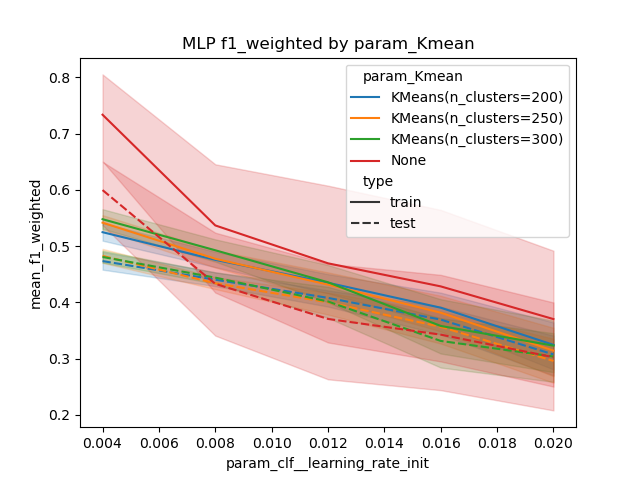 MLP f1_weighted by param_Kmean
param_Kmean
KMeans(n_clusters=200)
KMeans(n_clusters=250)
KMeans(n_clusters=300)
None
type
train
test
mean_f1_weighted
0.8
0.7
0.6
0.5
0.4
0.3
0.2
0.004 0.006 0.008 0.010 0.012 0.014 0.016 0.018 0.020
param_clf__learning_rate_init